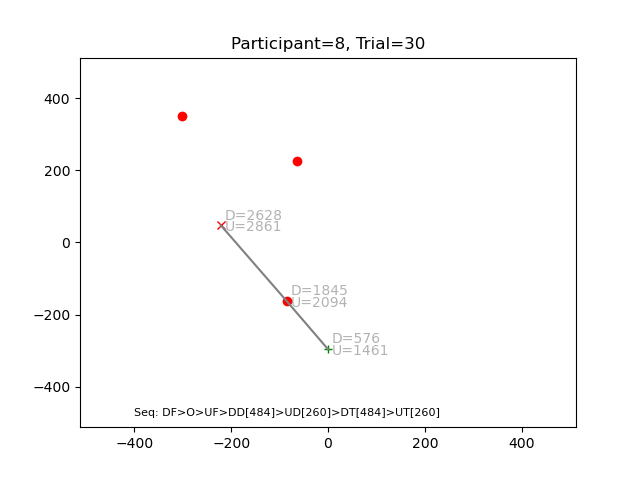 Participant=8, Trial=30
400
200
0
−200
−400
D=2628
U=2861
D=1845
U=2094
D=576
U=1461
Seq: DF>O>UF>DD[484]>UD[260]>DT[484]>UT[260]
−400 −200 0 200 400